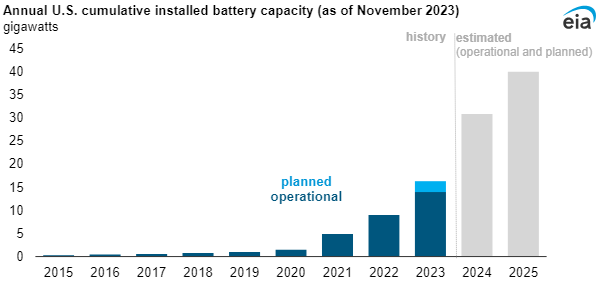 Annual U.S. cumulative installed battery capacity (as of November 2023)
gigawatts
eia
history
estimated
(operational and planned)
45
40
35
30
25
20
15
10
5
0
planned
operational
2015 2016 2017 2018 2019 2020 2021 2022 2023 2024 2025